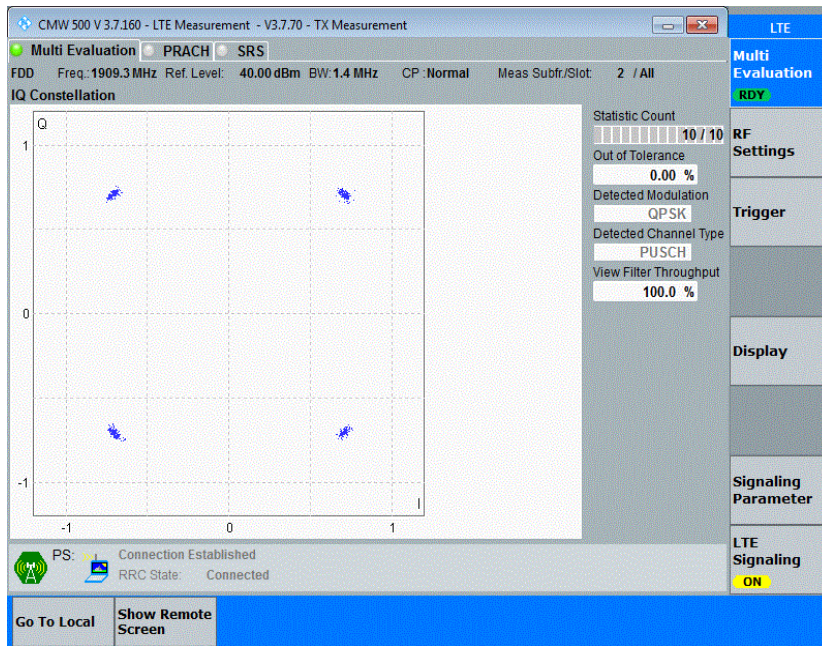 CMW 500 V 3.7.160 - LTE Measurement - V3.7.70 - TX Measurement
LTE
Multi Evaluation PRACH SRS
FDD Freq.: 1909.3 MHz Ref. Level: 40.00 dBm BW: 1.4 MHz CP : Normal Meas Subfr./Slot: 2 / All
IQ Constellation
Q
1
0
-1
-1 0 1
I
Statistic Count
10 / 10
Out of Tolerance
0.00 %
Detected Modulation
QPSK
Detected Channel Type
PUSCH
View Filter Throughput
100.0 %
Multi
Evaluation
RDY
RF
Settings
Trigger
Display
Signaling
Parameter
LTE
Signaling
ON
PS: Connection Established
RRC State: Connected
Go To Local
Show Remote
Screen